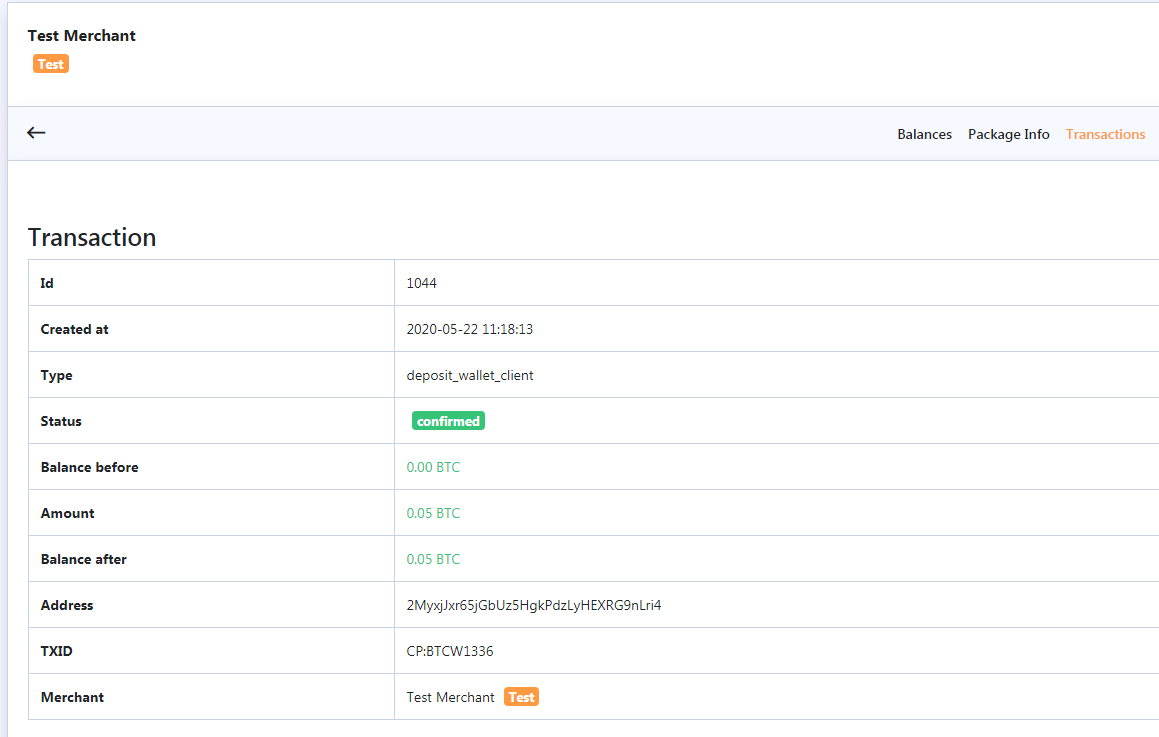 Test Merchant
Test
Balances Package Info Transactions
Transaction
Id 1044
Created at 2020-05-22 11:18:13
Type deposit_wallet_client
Status confirmed
Balance before 0.00 BTC
Amount 0.05 BTC
Balance after 0.05 BTC
Address 2MyxjJxr65jGbUz5HgkPdzLyHEXRG9nLri4
TXID CP:BTCW1336
Merchant Test Merchant Test